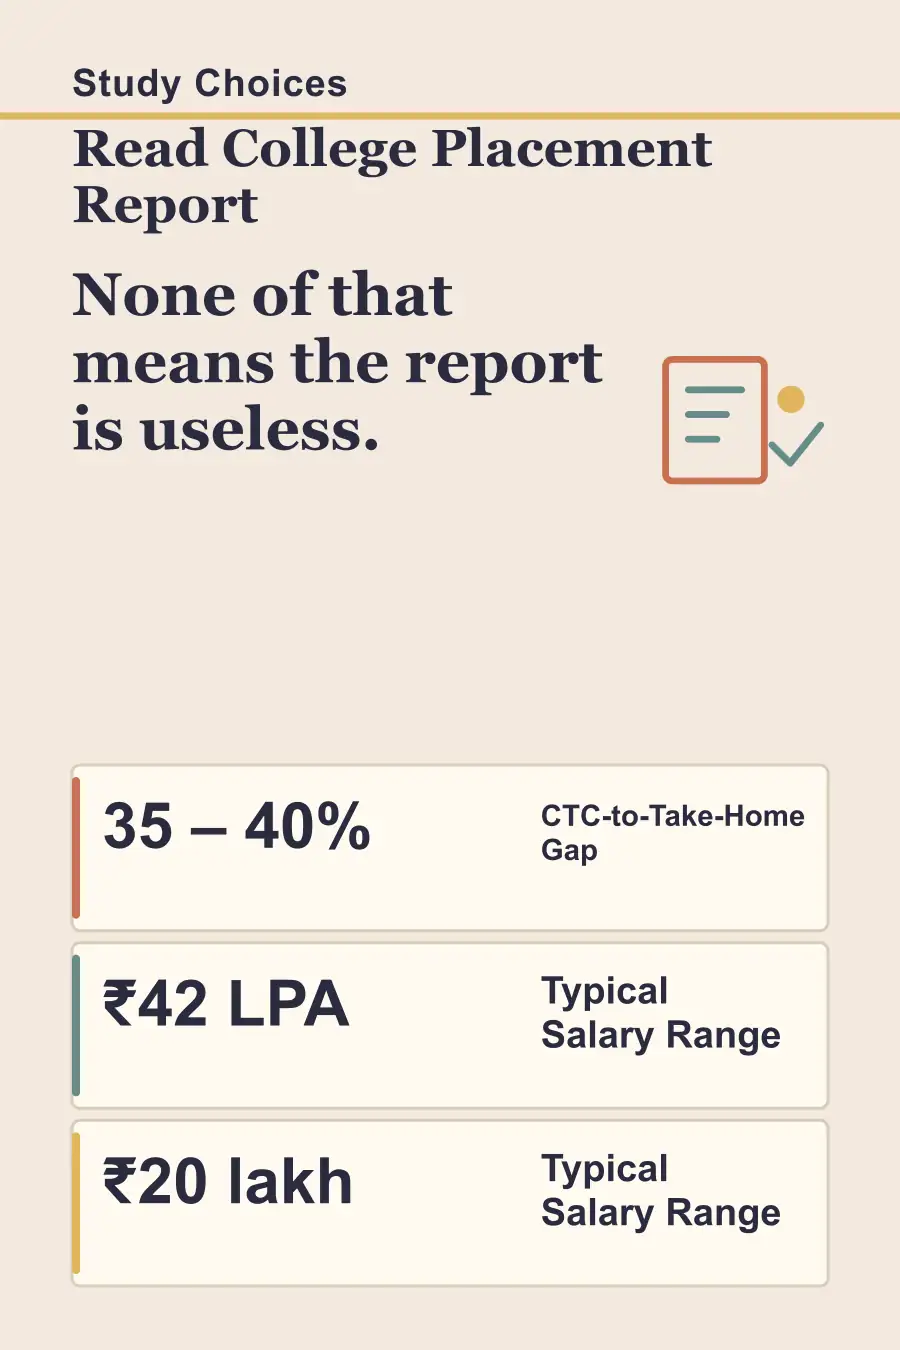 Study Choices
Read College Placement
Report
None of that
means the report
is useless.
35 – 40%
CTC-to-Take-Home
Gap
₹42 LPA
Typical
Salary Range
₹20 lakh
Typical
Salary Range